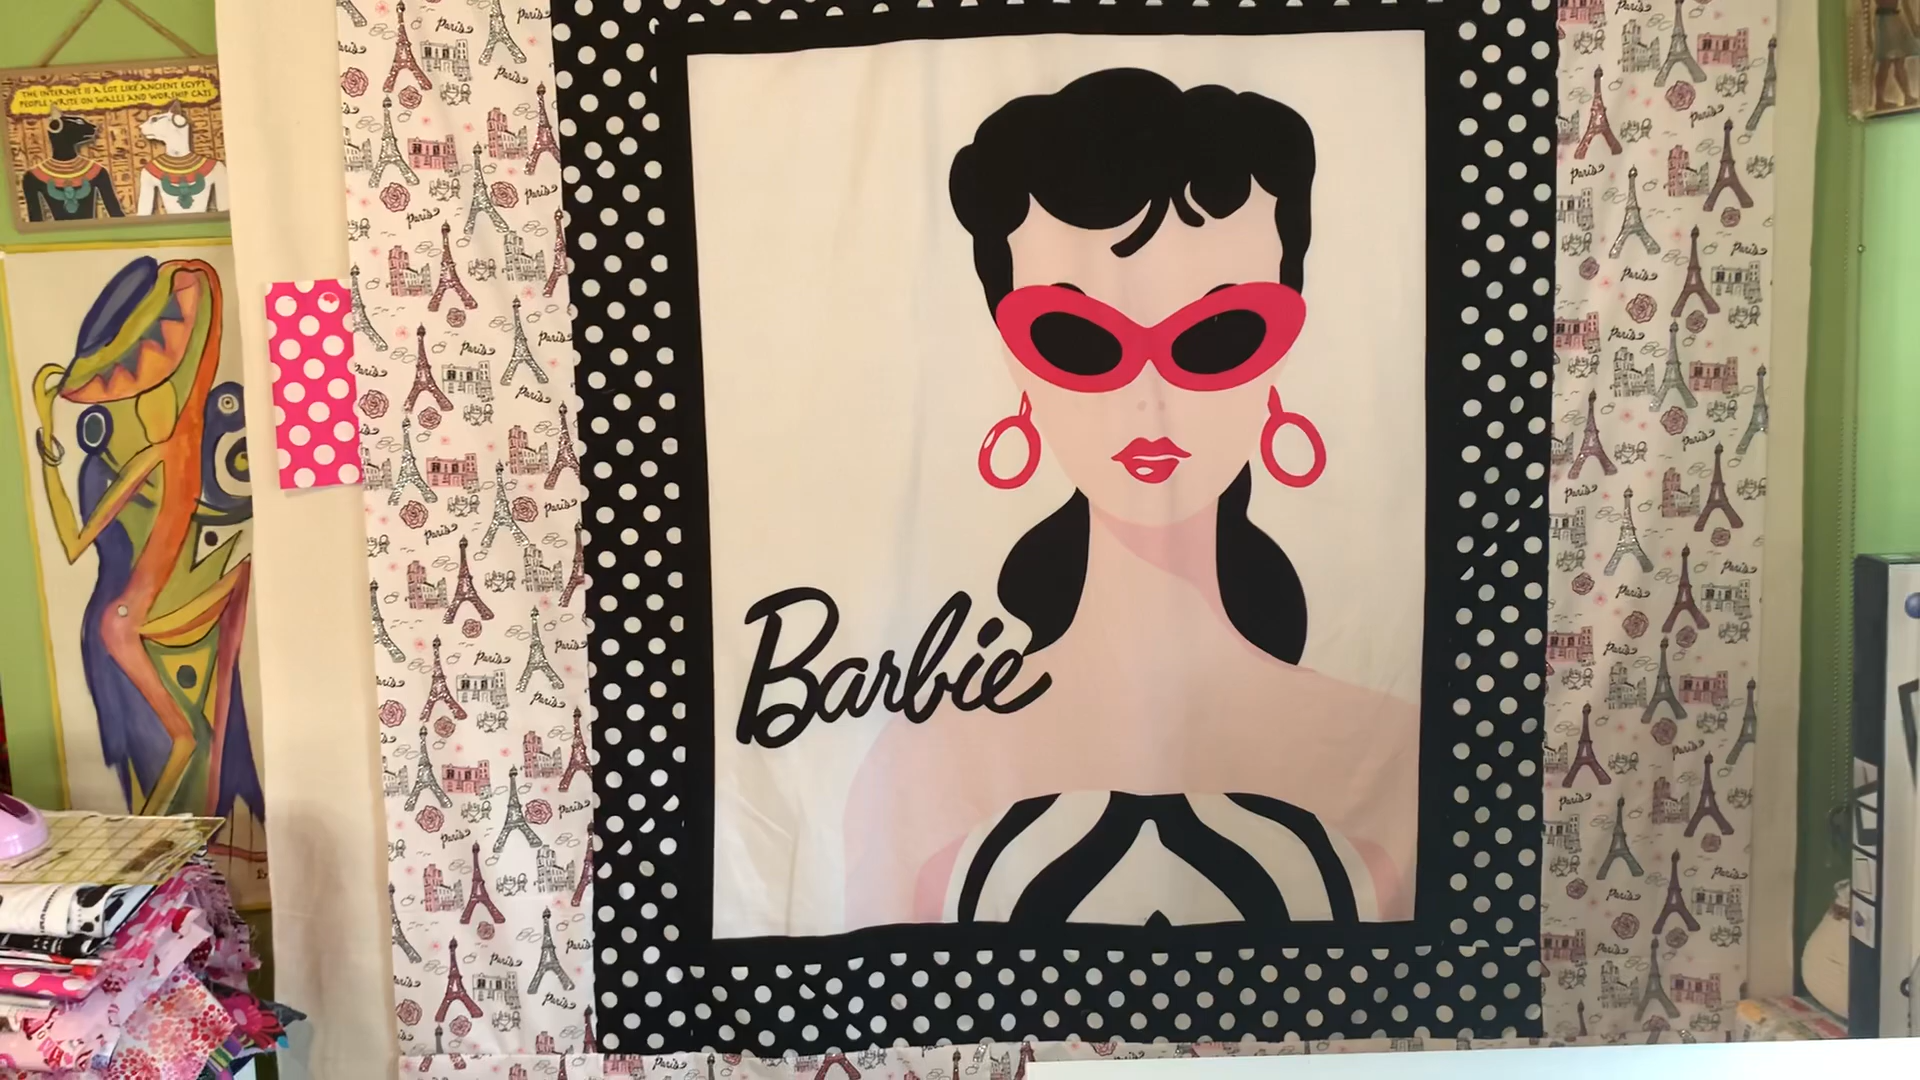 THE INTERNET IS A LOT LIKE ANCIENT EGYPT
PEOPLE WRITE ON WALLS AND WORSHIP CATS
Barbie
Paris